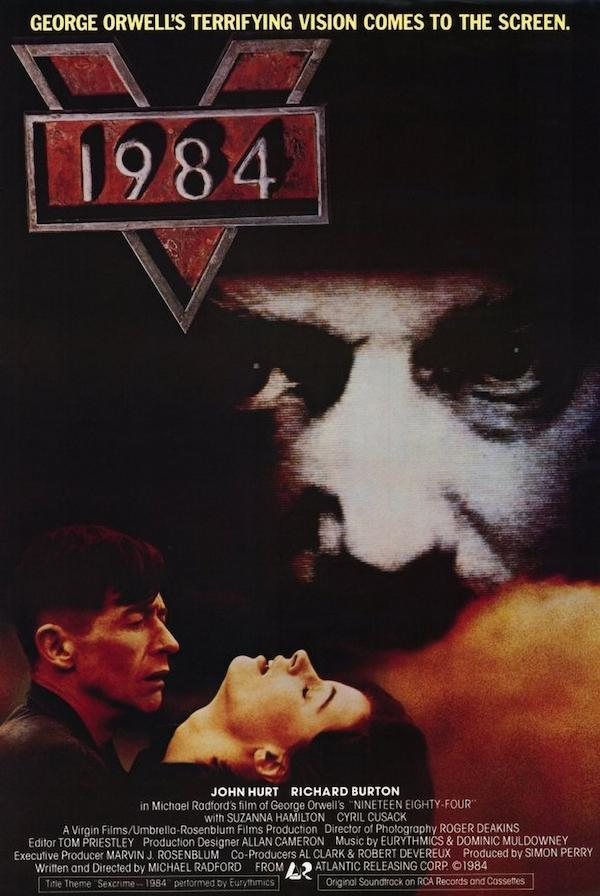 GEORGE ORWELL'S TERRIFYING VISION COMES TO THE SCREEN.
1984
JOHN HURT RICHARD BURTON
in Michael Radford's film of George Orwell's "NINETEEN EIGHTY-FOUR"
with SUZANNA HAMILTON CYRIL CUSACK
A Virgin Films/Umbrella-Rosenblum Films Production Director of Photography ROGER DEAKINS
Editor TOM PRIESTLEY Production Designer ALLAN CAMERON Music by EURYTHMICS & DOMINIC MULDOWNEY
Executive Producer MARVIN J. ROSENBLUM Co-Producers AL CLARK & ROBERT DEVEREUX Produced by SIMON PERRY
Written and Directed by MICHAEL RADFORD FROM ATLANTIC RELEASING CORP. ©1984
Title Theme "Sexcrime—1984 performed by Eurythmics Original Soundtrack on RCA Records and Cassettes